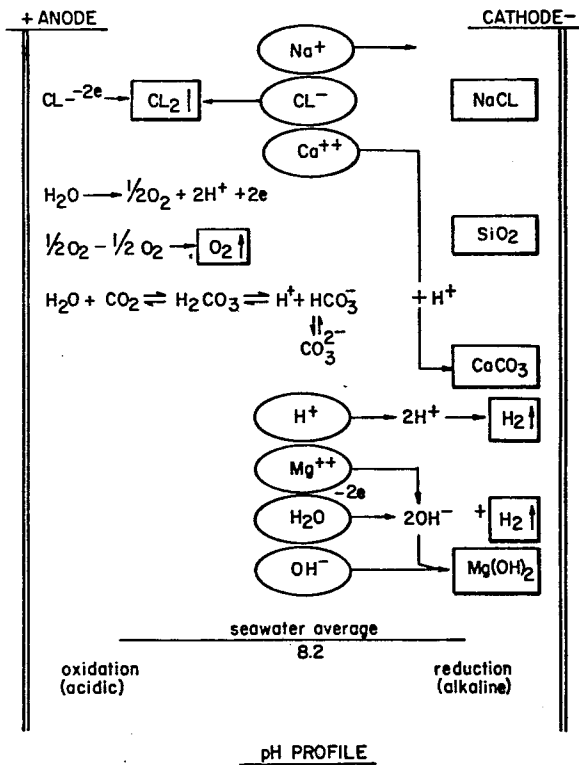 + ANODE
CATHODE-
Na+
CL-
Ca++
CL- -2e → CL2 ↑
NaCL
H2O → 1/2O2 + 2H+ + 2e
1/2O2 - 1/2O2 → O2 ↑
SiO2
H2O + CO2 ⇌ H2CO3 ⇌ H+ + HCO3-
+ H+
⇌
CO3 2-
CaCO3
H+ → 2H+ → H2 ↑
Mg++
-2e
H2O → 2OH- + H2 ↑
OH-
Mg(OH)2
seawater average
8.2
oxidation
(acidic)
reduction
(alkaline)
pH PROFILE